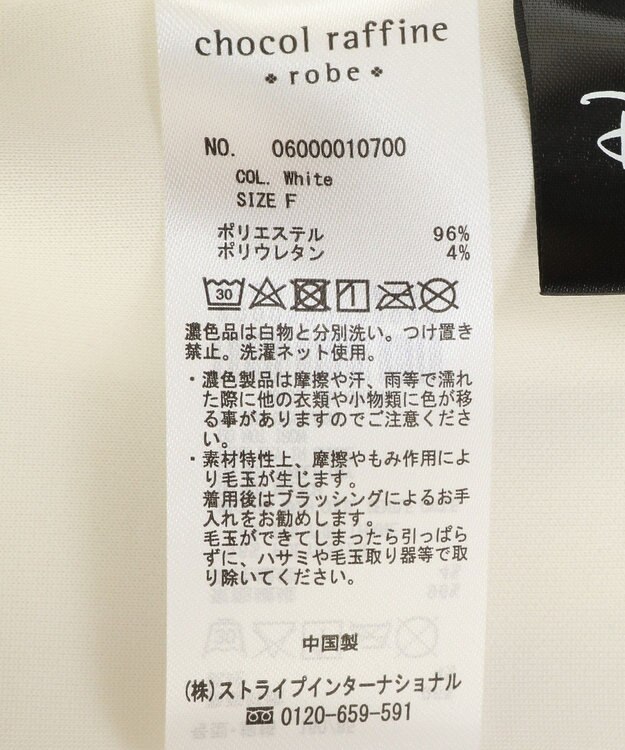 chocol raffine
robe
NO. 06000010700
COL. White
SIZE F
ポリエステル 96%
ポリウレタン 4%
30
濃色品は白物と分別洗い。つけ置き
禁止。洗濯ネット使用。
・濃色製品は摩擦や汗、雨等で濡れ
た際に他の衣類や小物類に色が移
る事がありますのでご注意くださ
い。
・素材特性上、摩擦やもみ作用によ
り毛玉が生じます。
着用後はブラッシングによるお手
入れをお勧めします。
毛玉ができてしまったら引っぱら
ずに、ハサミや毛玉取り器等で取
り除いてください。
中国製
(株)ストライプインターナショナル
0120-659-591